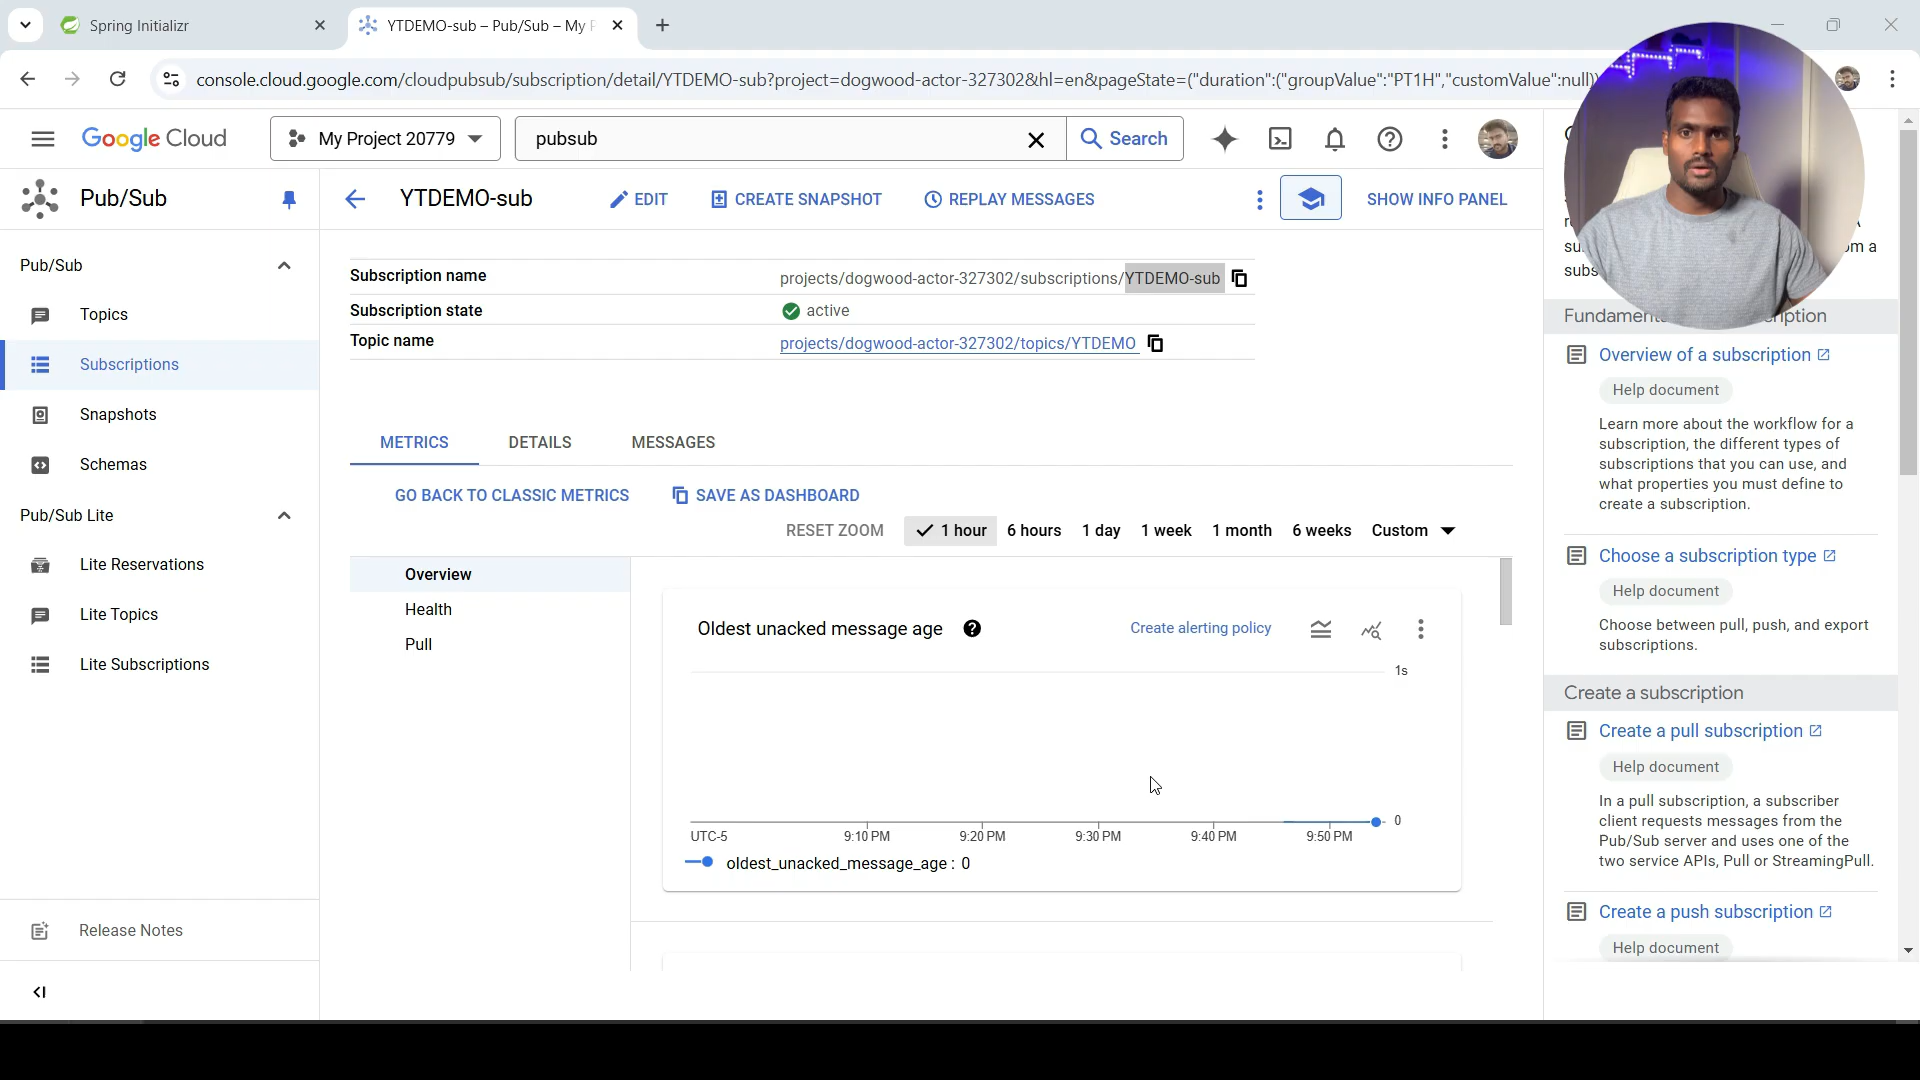 Spring Initializr
YTDEMO-sub – Pub/Sub – My P
console.cloud.google.com/cloudpubsub/subscription/detail/YTDEMO-sub?project=dogwood-actor-327302&hl=en&pageState=("duration":("groupValue":"PT1H","customValue":null))
Google Cloud
My Project 20779
pubsub
Search
Pub/Sub
YTDEMO-sub
EDIT
CREATE SNAPSHOT
REPLAY MESSAGES
SHOW INFO PANEL
Pub/Sub
Topics
Subscriptions
Snapshots
Schemas
Pub/Sub Lite
Lite Reservations
Lite Topics
Lite Subscriptions
Release Notes
Subscription name
projects/dogwood-actor-327302/subscriptions/YTDEMO-sub
Subscription state
active
Topic name
projects/dogwood-actor-327302/topics/YTDEMO
METRICS
DETAILS
MESSAGES
GO BACK TO CLASSIC METRICS
SAVE AS DASHBOARD
RESET ZOOM
1 hour
6 hours
1 day
1 week
1 month
6 weeks
Custom
Overview
Health
Pull
Oldest unacked message age
Create alerting policy
1s
0
UTC-5
9:10 PM
9:20 PM
9:30 PM
9:40 PM
9:50 PM
oldest_unacked_message_age : 0
Overview of a subscription
Help document
Learn more about the workflow for a
subscription, the different types of
subscriptions that you can use, and
what properties you must define to
create a subscription.
Choose a subscription type
Help document
Choose between pull, push, and export
subscriptions.
Create a subscription
Create a pull subscription
Help document
In a pull subscription, a subscriber
client requests messages from the
Pub/Sub server and uses one of the
two service APIs, Pull or StreamingPull.
Create a push subscription
Help document